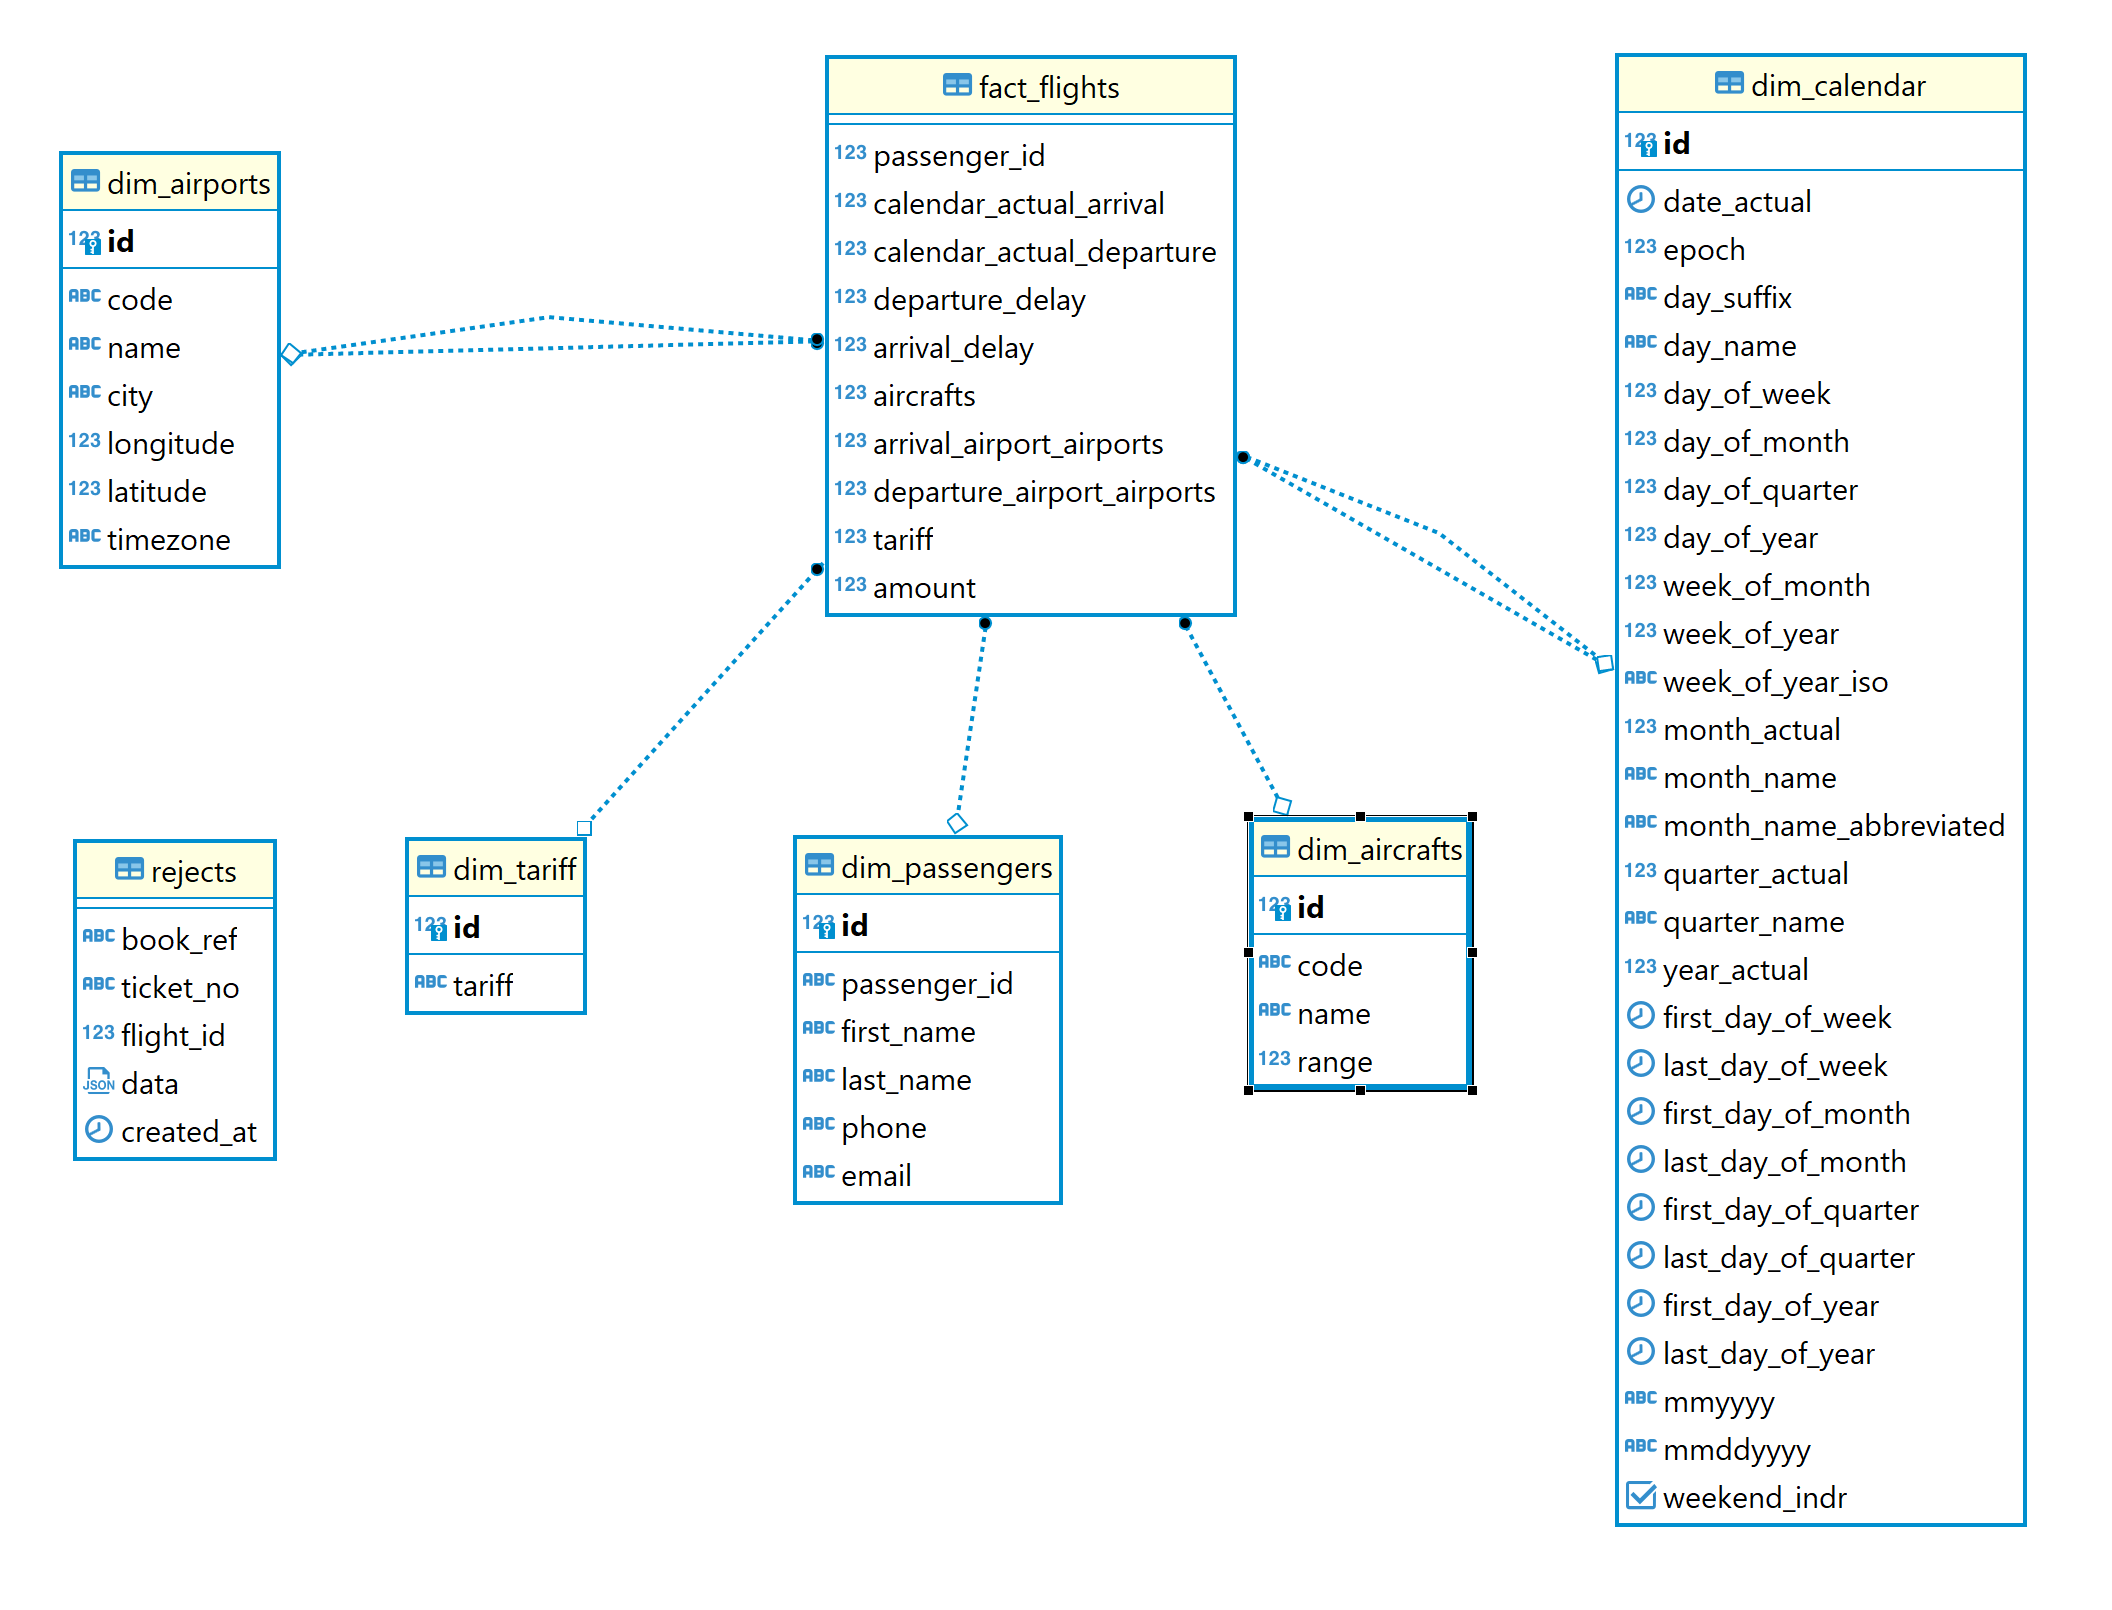 dim_airports
123 id
ABC code
ABC name
ABC city
123 longitude
123 latitude
ABC timezone
fact_flights
123 passenger_id
123 calendar_actual_arrival
123 calendar_actual_departure
123 departure_delay
123 arrival_delay
123 aircrafts
123 arrival_airport_airports
123 departure_airport_airports
123 tariff
123 amount
dim_calendar
123 id
date_actual
123 epoch
ABC day_suffix
ABC day_name
123 day_of_week
123 day_of_month
123 day_of_quarter
123 day_of_year
123 week_of_month
123 week_of_year
ABC week_of_year_iso
123 month_actual
ABC month_name
ABC month_name_abbreviated
123 quarter_actual
ABC quarter_name
123 year_actual
first_day_of_week
last_day_of_week
first_day_of_month
last_day_of_month
first_day_of_quarter
last_day_of_quarter
first_day_of_year
last_day_of_year
ABC mmyyyy
ABC mmddyyyy
weekend_indr
rejects
ABC book_ref
ABC ticket_no
123 flight_id
JSON data
created_at
dim_tariff
123 id
ABC tariff
dim_passengers
123 id
ABC passenger_id
ABC first_name
ABC last_name
ABC phone
ABC email
dim_aircrafts
123 id
ABC code
ABC name
123 range